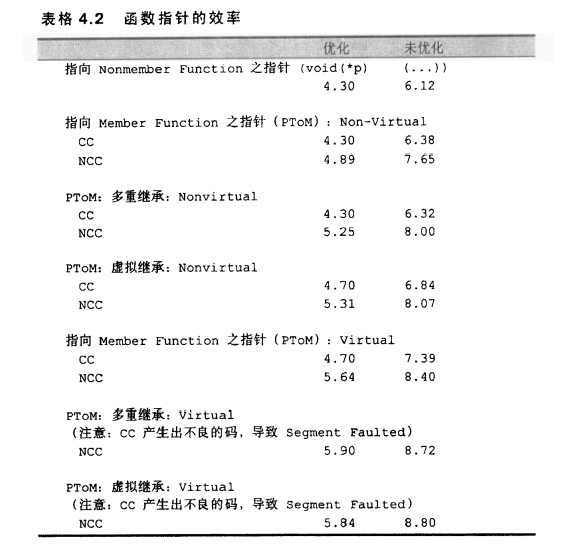 表格 4.2 函数指针的效率
优化 未优化
指向 Nonmember Function 之指针 (void(*p) (...))
4.30 6.12
指向 Member Function 之指针（PToM）: Non-Virtual
CC 4.30 6.38
NCC 4.89 7.65
PToM: 多重继承: Nonvirtual
CC 4.30 6.32
NCC 5.25 8.00
PToM: 虚拟继承: Nonvirtual
CC 4.70 6.84
NCC 5.31 8.07
指向 Member Function 之指针（PToM）: Virtual
CC 4.70 7.39
NCC 5.64 8.40
PToM: 多重继承: Virtual
（注意: CC 产生出不良的码, 导致 Segment Faulted）
NCC 5.90 8.72
PToM: 虚拟继承: Virtual
（注意: CC 产生出不良的码, 导致 Segment Faulted）
NCC 5.84 8.80